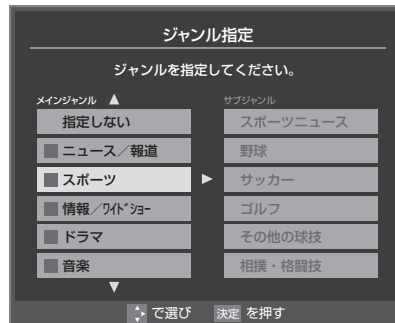 ジャンル指定
ジャンルを指定してください。
メインジャンル
指定しない
ニュース／報道
スポーツ
情報／ﾜｲﾄﾞｼｮｰ
ドラマ
音楽
サブジャンル
スポーツニュース
野球
サッカー
ゴルフ
その他の球技
相撲・格闘技
で選び 決定 を押す